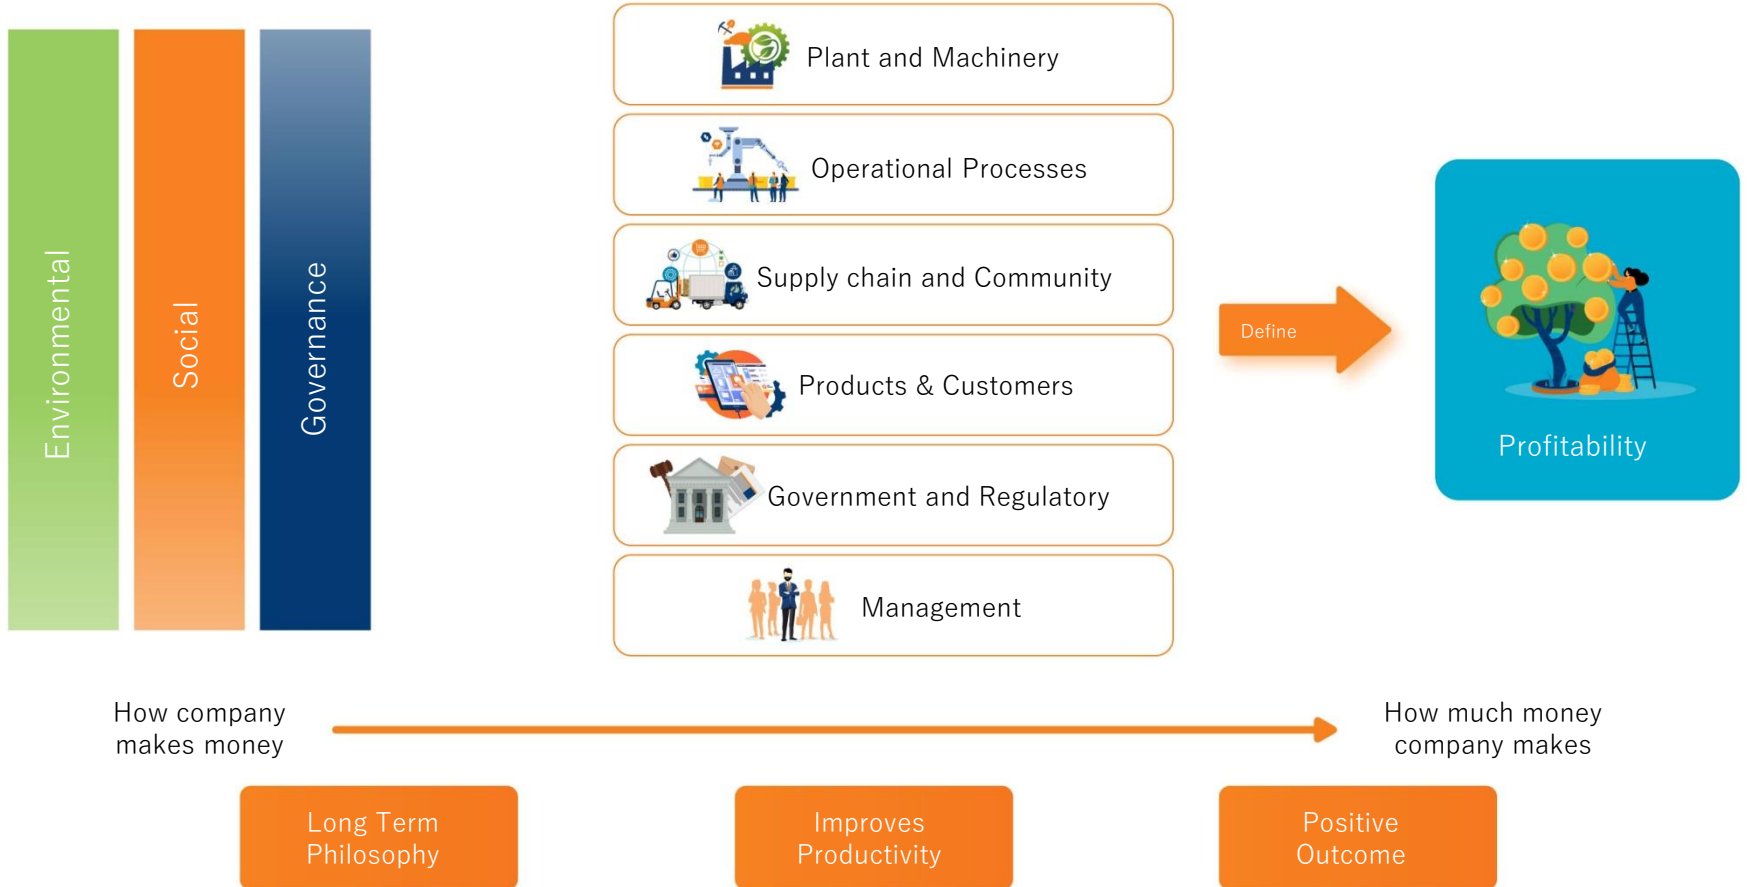 Environmental
Social
Governance
Plant and Machinery
Operational Processes
Supply chain and Community
Products & Customers
Government and Regulatory
Management
Define
Profitability
How company
makes money
How much money
company makes
Long Term
Philosophy
Improves
Productivity
Positive
Outcome